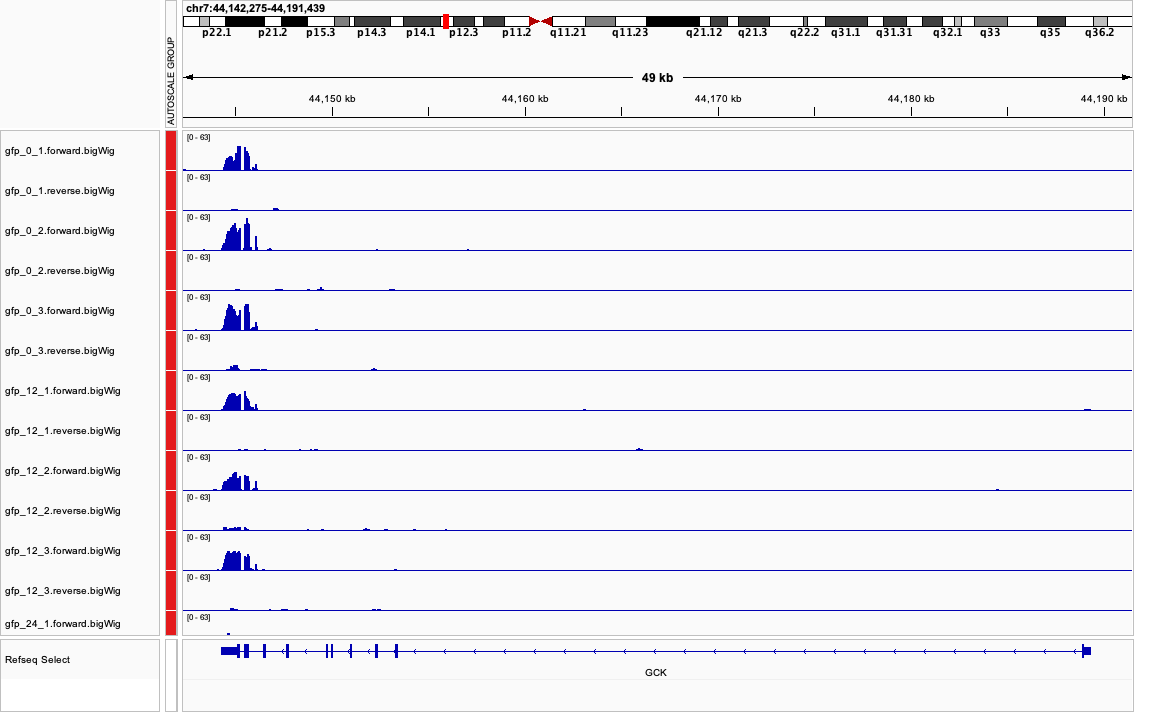 chr7:44,142,275-44,191,439
p22.1 p21.2 p15.3 p14.3 p14.1 p12.3 p11.2 q11.21 q11.23 q21.12 q21.3 q22.2 q31.1 q31.31 q32.1 q33 q35 q36.2
AUTOSCALE GROUP
49 kb
44,150 kb 44,160 kb 44,170 kb 44,180 kb 44,190 kb
[0 - 63]
gfp_0_1.forward.bigWig
[0 - 63]
gfp_0_1.reverse.bigWig
[0 - 63]
gfp_0_2.forward.bigWig
[0 - 63]
gfp_0_2.reverse.bigWig
[0 - 63]
gfp_0_3.forward.bigWig
[0 - 63]
gfp_0_3.reverse.bigWig
[0 - 63]
gfp_12_1.forward.bigWig
[0 - 63]
gfp_12_1.reverse.bigWig
[0 - 63]
gfp_12_2.forward.bigWig
[0 - 63]
gfp_12_2.reverse.bigWig
[0 - 63]
gfp_12_3.forward.bigWig
[0 - 63]
gfp_12_3.reverse.bigWig
[0 - 63]
gfp_24_1.forward.bigWig
Refseq Select
GCK